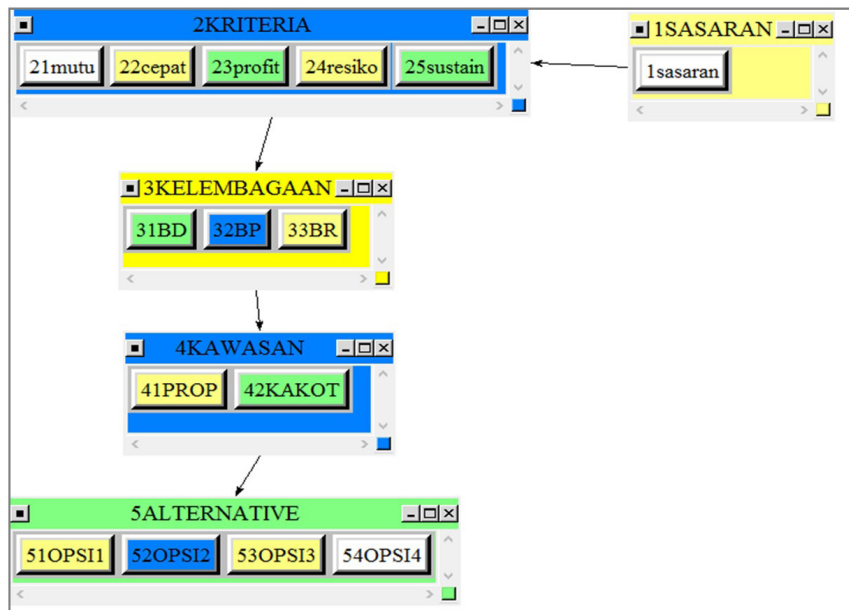 2KRITERIA
21mutu 22cepat 23profit 24resiko 25sustain
1SASARAN
1sasaran
3KELEMBAGAAN
31BD 32BP 33BR
4KAWASAN
41PROP 42KAKOT
5ALTERNATIVE
51OPSI1 52OPSI2 53OPSI3 54OPSI4